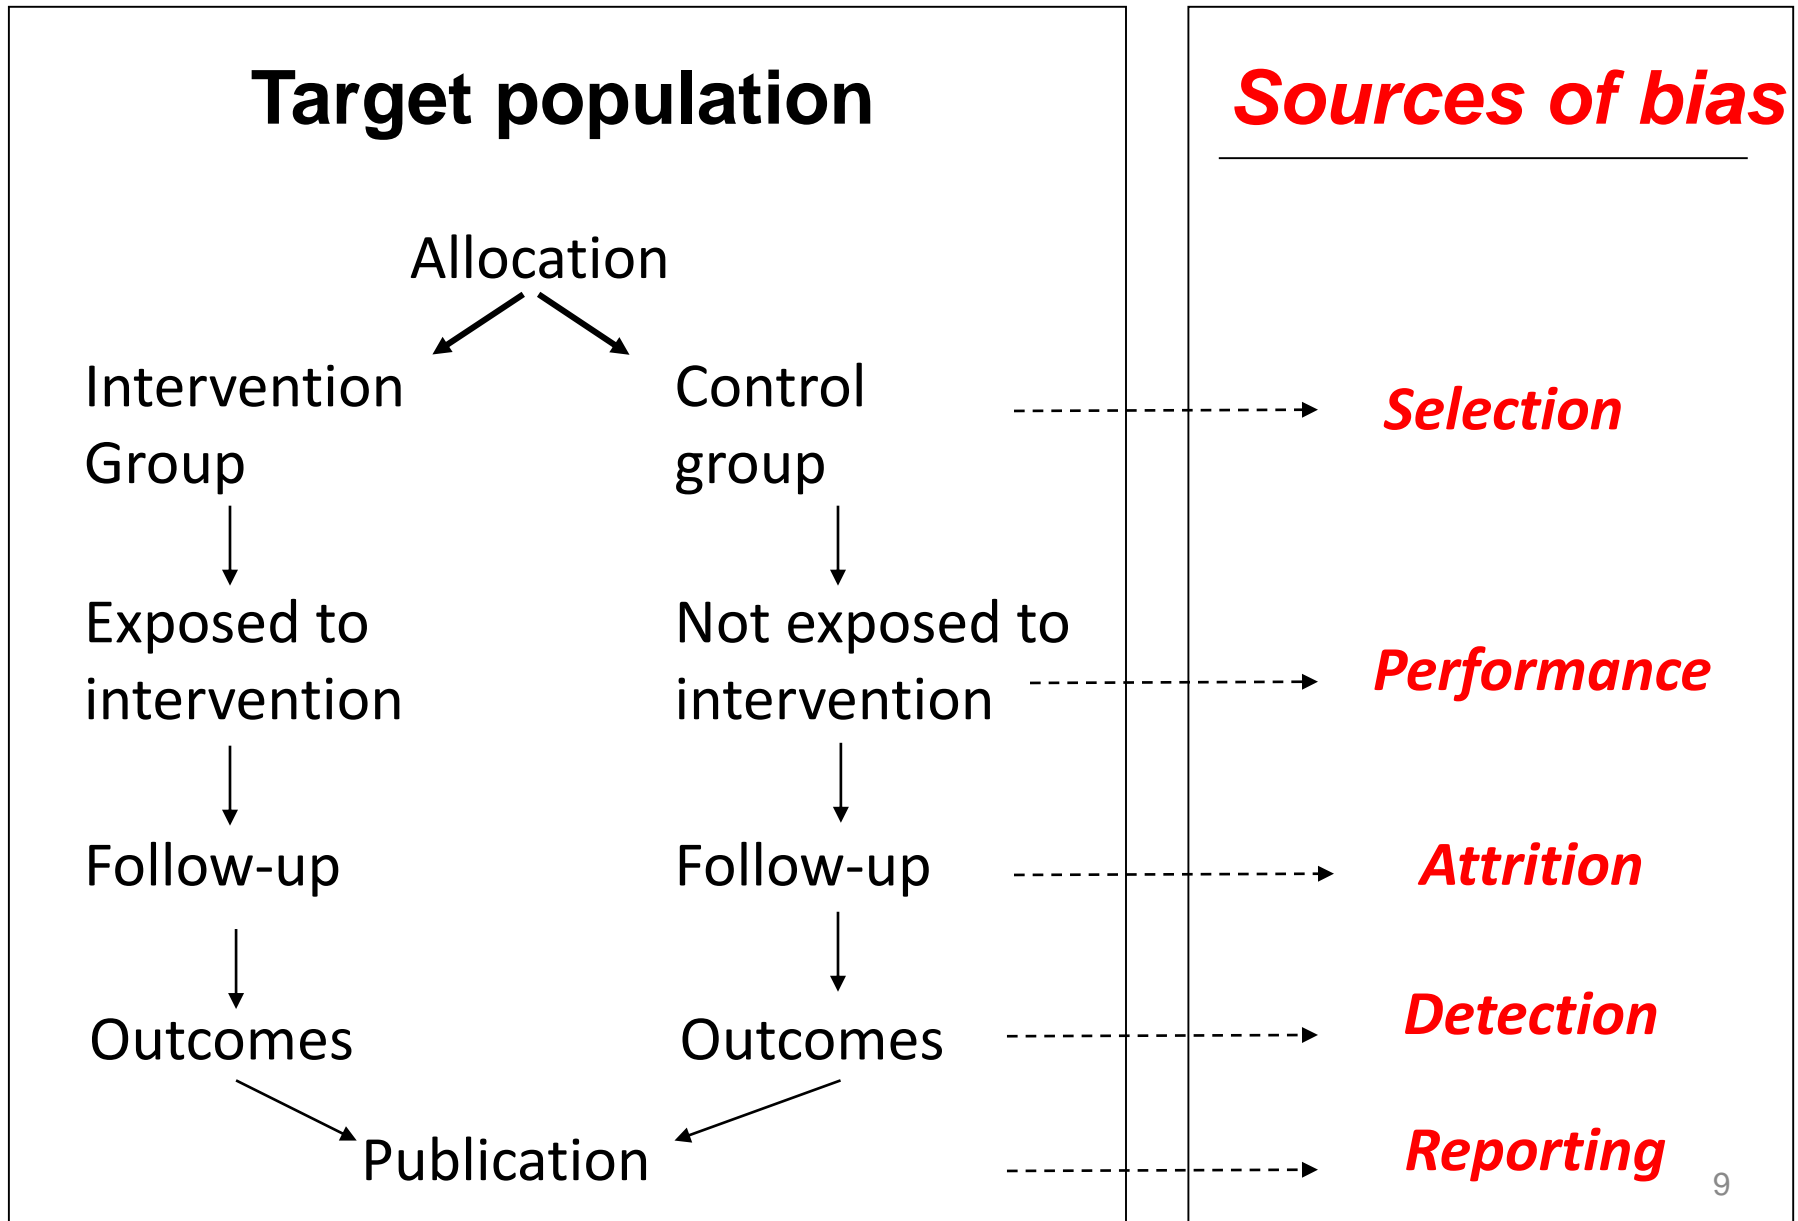 Target population
Sources of bias
Allocation
Intervention
Group
Control
group
Selection
Exposed to
intervention
Not exposed to
intervention
Performance
Follow-up
Follow-up
Attrition
Outcomes
Outcomes
Detection
Publication
Reporting
9